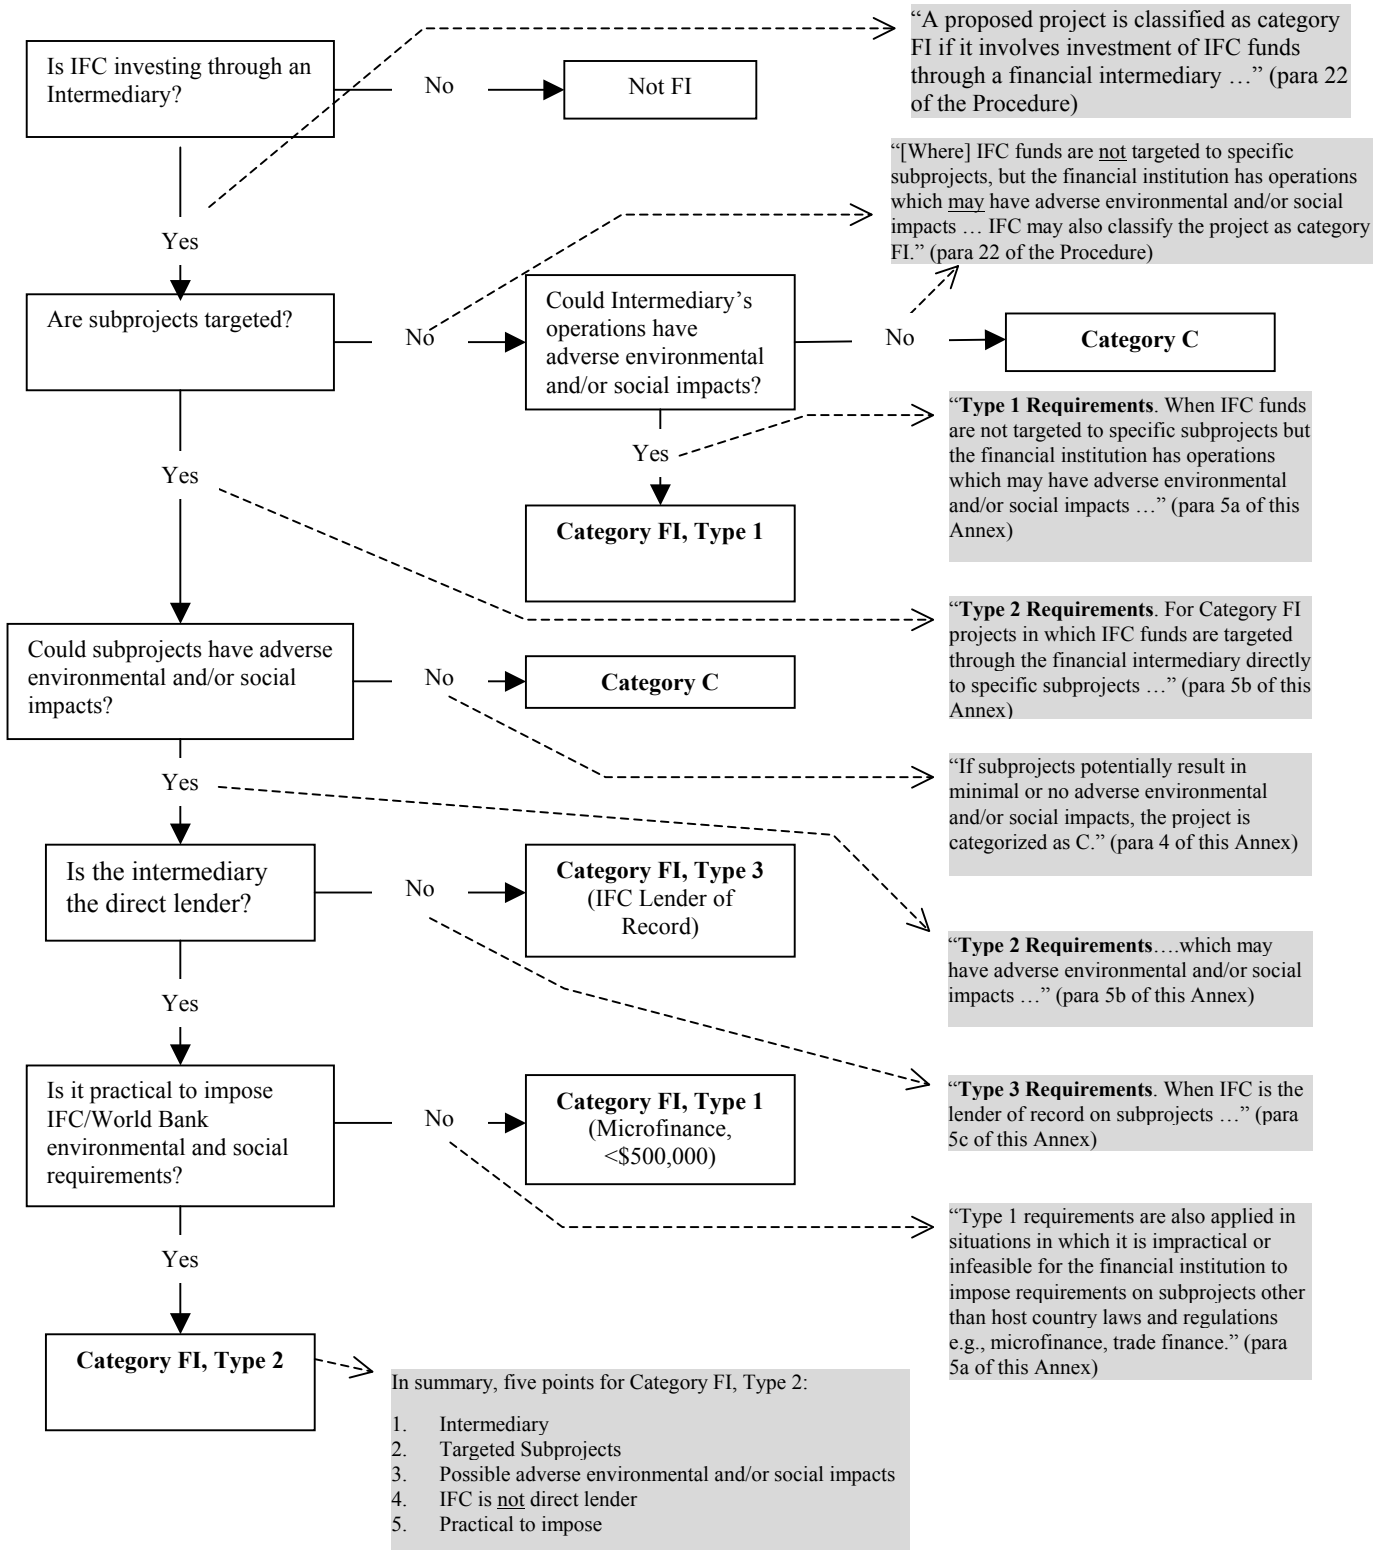 Is IFC investing through an
Intermediary?
No
Not FI
“A proposed project is classified as category
FI if it involves investment of IFC funds
through a financial intermediary …” (para 22
of the Procedure)
“[Where] IFC funds are not targeted to specific
subprojects, but the financial institution has operations
which may have adverse environmental and/or social
impacts … IFC may also classify the project as category
FI.” (para 22 of the Procedure)
Yes
Are subprojects targeted?
No
Could Intermediary’s
operations have
adverse environmental
and/or social impacts?
No
Category C
Yes
Category FI, Type 1
“Type 1 Requirements. When IFC funds
are not targeted to specific subprojects but
the financial institution has operations
which may have adverse environmental
and/or social impacts …” (para 5a of this
Annex)
Yes
“Type 2 Requirements. For Category FI
projects in which IFC funds are targeted
through the financial intermediary directly
to specific subprojects …” (para 5b of this
Annex)
Could subprojects have adverse
environmental and/or social
impacts?
No
Category C
“If subprojects potentially result in
minimal or no adverse environmental
and/or social impacts, the project is
categorized as C.” (para 4 of this Annex)
Yes
Is the intermediary
the direct lender?
No
Category FI, Type 3
(IFC Lender of
Record)
“Type 2 Requirements….which may
have adverse environmental and/or social
impacts …” (para 5b of this Annex)
Yes
Is it practical to impose
IFC/World Bank
environmental and social
requirements?
No
Category FI, Type 1
(Microfinance,
<$500,000)
“Type 3 Requirements. When IFC is the
lender of record on subprojects …” (para
5c of this Annex)
“Type 1 requirements are also applied in
situations in which it is impractical or
infeasible for the financial institution to
impose requirements on subprojects other
than host country laws and regulations
e.g., microfinance, trade finance.” (para
5a of this Annex)
Yes
Category FI, Type 2
In summary, five points for Category FI, Type 2:
1. Intermediary
2. Targeted Subprojects
3. Possible adverse environmental and/or social impacts
4. IFC is not direct lender
5. Practical to impose